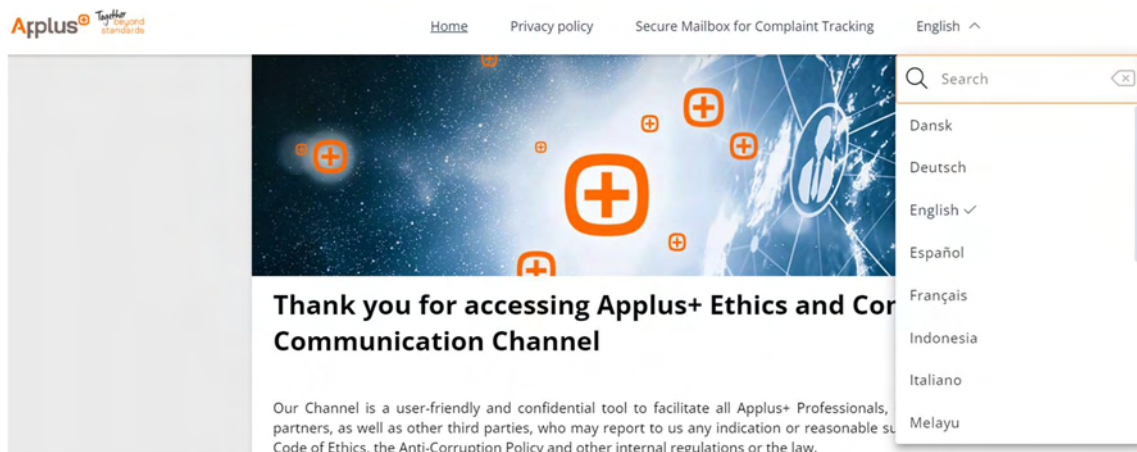 Applus+ Together beyond standards
Home Privacy policy Secure Mailbox for Complaint Tracking English
Search
Dansk
Deutsch
English
Español
Français
Indonesia
Italiano
Melayu
Thank you for accessing Applus+ Ethics and
Communication Channel
Our Channel is a user-friendly and confidential tool to facilitate all Applus+ Professionals,
partners, as well as other third parties, who may report to us any indication or reasonable
Code of Ethics, the Anti-Corruption Policy and other internal regulations or the law.